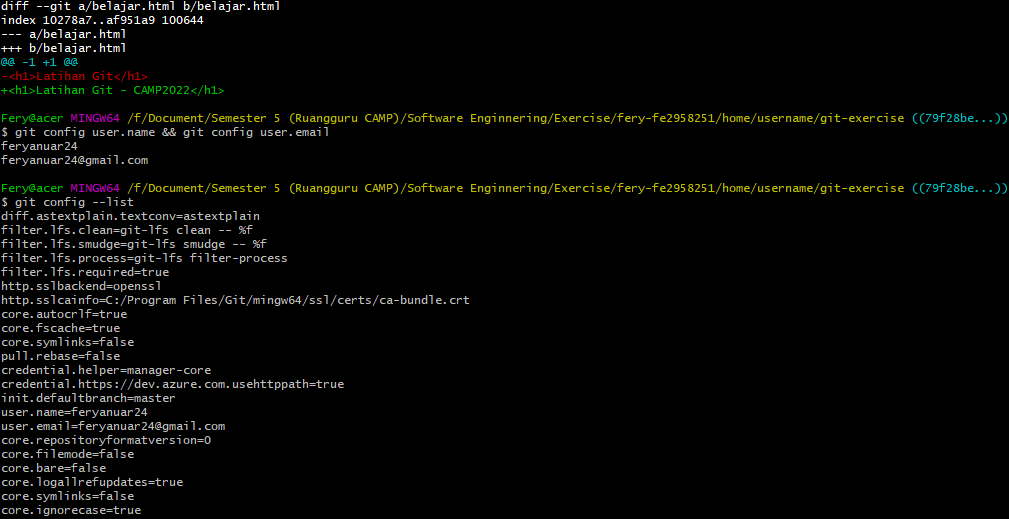 diff --git a/belajar.html b/belajar.html
index 10278a7..af951a9 100644
--- a/belajar.html
+++ b/belajar.html
@@ -1 +1 @@
-<h1>Latihan Git</h1>
+<h1>Latihan Git - CAMP2022</h1>
Fery@acer MINGW64 /f/Document/Semester 5 (Ruangguru CAMP)/Software Enginnering/Exercise/fery-fe2958251/home/username/git-exercise ((79f28be...))
$ git config user.name && git config user.email
feryanuar24
feryanuar24@gmail.com
Fery@acer MINGW64 /f/Document/Semester 5 (Ruangguru CAMP)/Software Enginnering/Exercise/fery-fe2958251/home/username/git-exercise ((79f28be...))
$ git config --list
diff.astextplain.textconv=astextplain
filter.lfs.clean=git-lfs clean -- %f
filter.lfs.smudge=git-lfs smudge -- %f
filter.lfs.process=git-lfs filter-process
filter.lfs.required=true
http.sslbackend=openssl
http.sslcainfo=C:/Program Files/Git/mingw64/ssl/certs/ca-bundle.crt
core.autocrlf=true
core.fscache=true
core.symlinks=false
pull.rebase=false
credential.helper=manager-core
credential.https://dev.azure.com.usehttppath=true
init.defaultbranch=master
user.name=feryanuar24
user.email=feryanuar24@gmail.com
core.repositoryformatversion=0
core.filemode=false
core.bare=false
core.logallrefupdates=true
core.symlinks=false
core.ignorecase=true